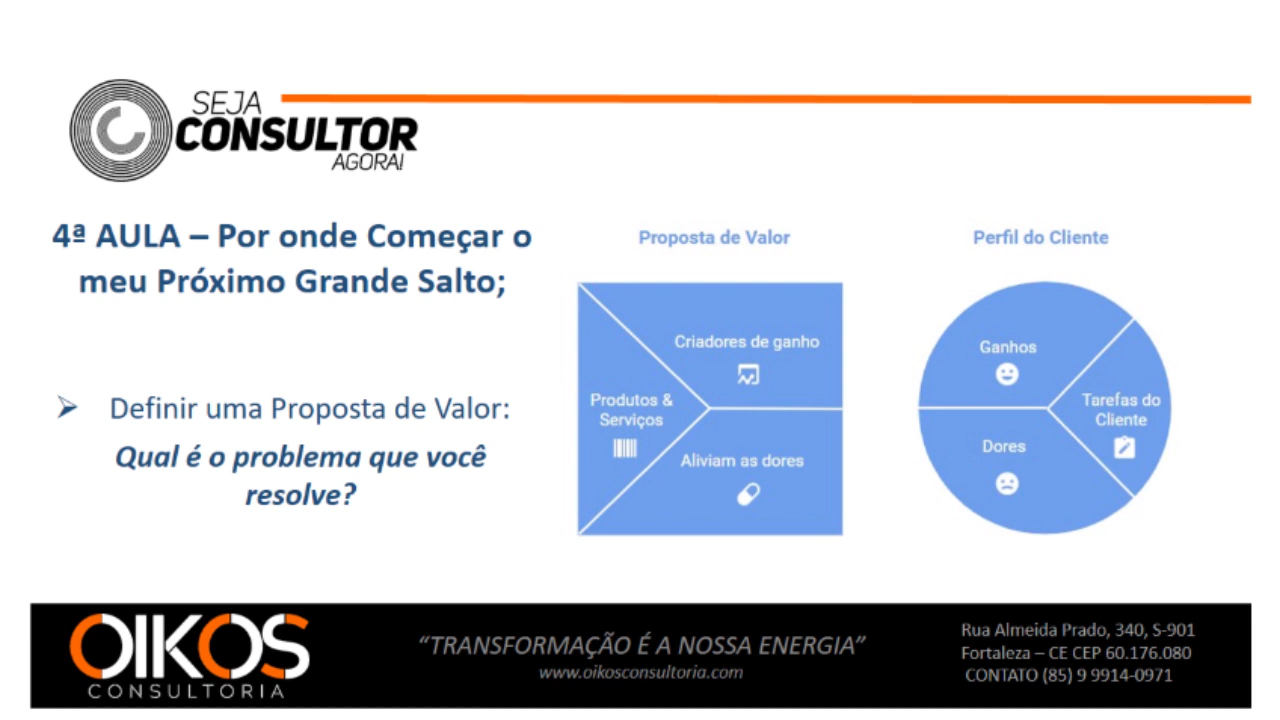 SEJA
CONSULTOR
AGORA!
4ª AULA – Por onde Começar o
meu Próximo Grande Salto;
Definir uma Proposta de Valor:
Qual é o problema que você
resolve?
Proposta de Valor
Criadores de ganho
Produtos &
Serviços
Aliviam as dores
Perfil do Cliente
Ganhos
Tarefas do
Cliente
Dores
OIKOS
CONSULTORIA
“TRANSFORMAÇÃO É A NOSSA ENERGIA”
www.oikosconsultoria.com
Rua Almeida Prado, 340, S-901
Fortaleza – CE CEP 60.176.080
CONTATO (85) 9 9914-0971